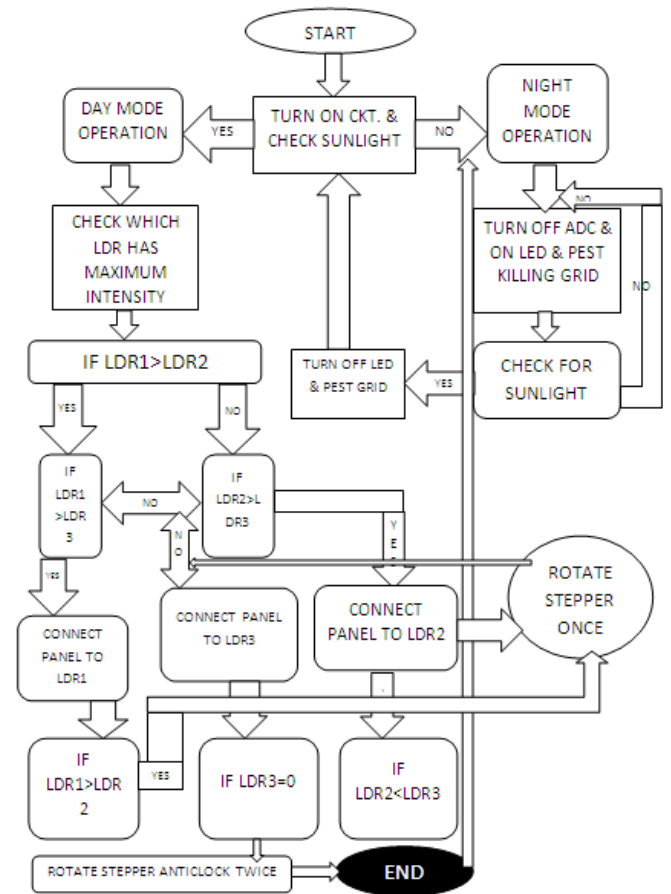 START
DAY MODE
OPERATION
YES
TURN ON CKT. &
CHECK SUNLIGHT
NO
NIGHT
MODE
OPERATION
CHECK WHICH
LDR HAS
MAXIMUM
INTENSITY
NO
TURN OFF ADC &
ON LED & PEST
KILLING GRID
NO
IF LDR1>LDR2
TURN OFF LED
& PEST GRID
YES
CHECK FOR
SUNLIGHT
YES
NO
IF
LDR1
>LDR
3
NO
IF
LDR2>L
DR3
N
O
YES
CONNECT
PANEL TO
LDR1
CONNECT PANEL
TO LDR3
CONNECT
PANEL TO LDR2
ROTATE
STEPPER
ONCE
IF
LDR1>LDR
2
YES
IF LDR3=0
IF
LDR2<LDR3
ROTATE STEPPER ANTICLOCK TWICE
END